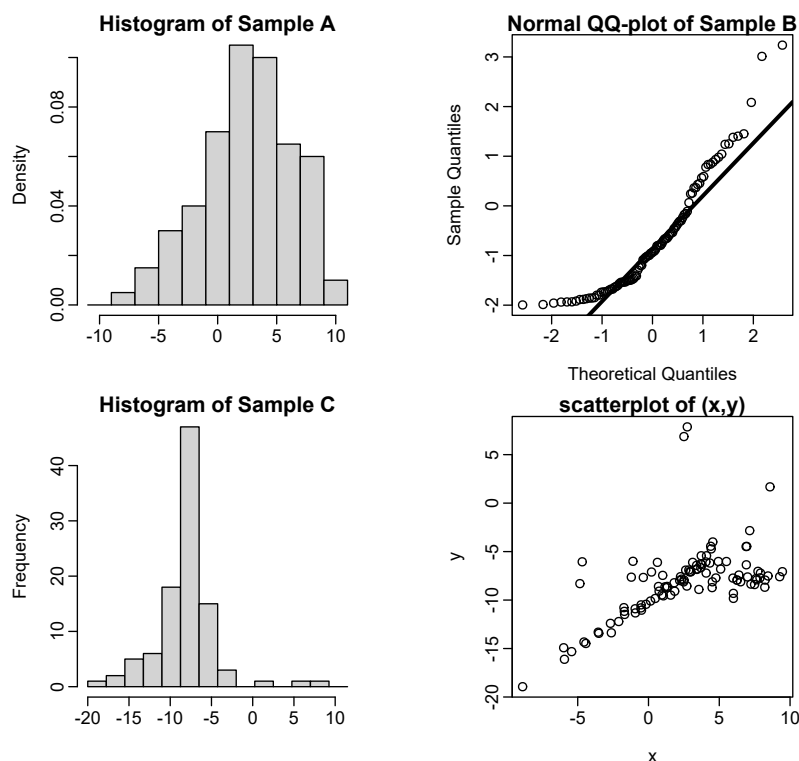 Histogram of Sample A
Density
0.00
0.04
0.08
-10 -5 0 5 10
Normal QQ-plot of Sample B
Sample Quantiles
-2
-1
0
1
2
3
-2 -1 0 1 2
Theoretical Quantiles
Histogram of Sample C
Frequency
0
10
20
30
40
-20 -15 -10 -5 0 5 10
scatterplot of (x,y)
y
-20
-15
-10
-5
0
5
-5 0 5 10
x